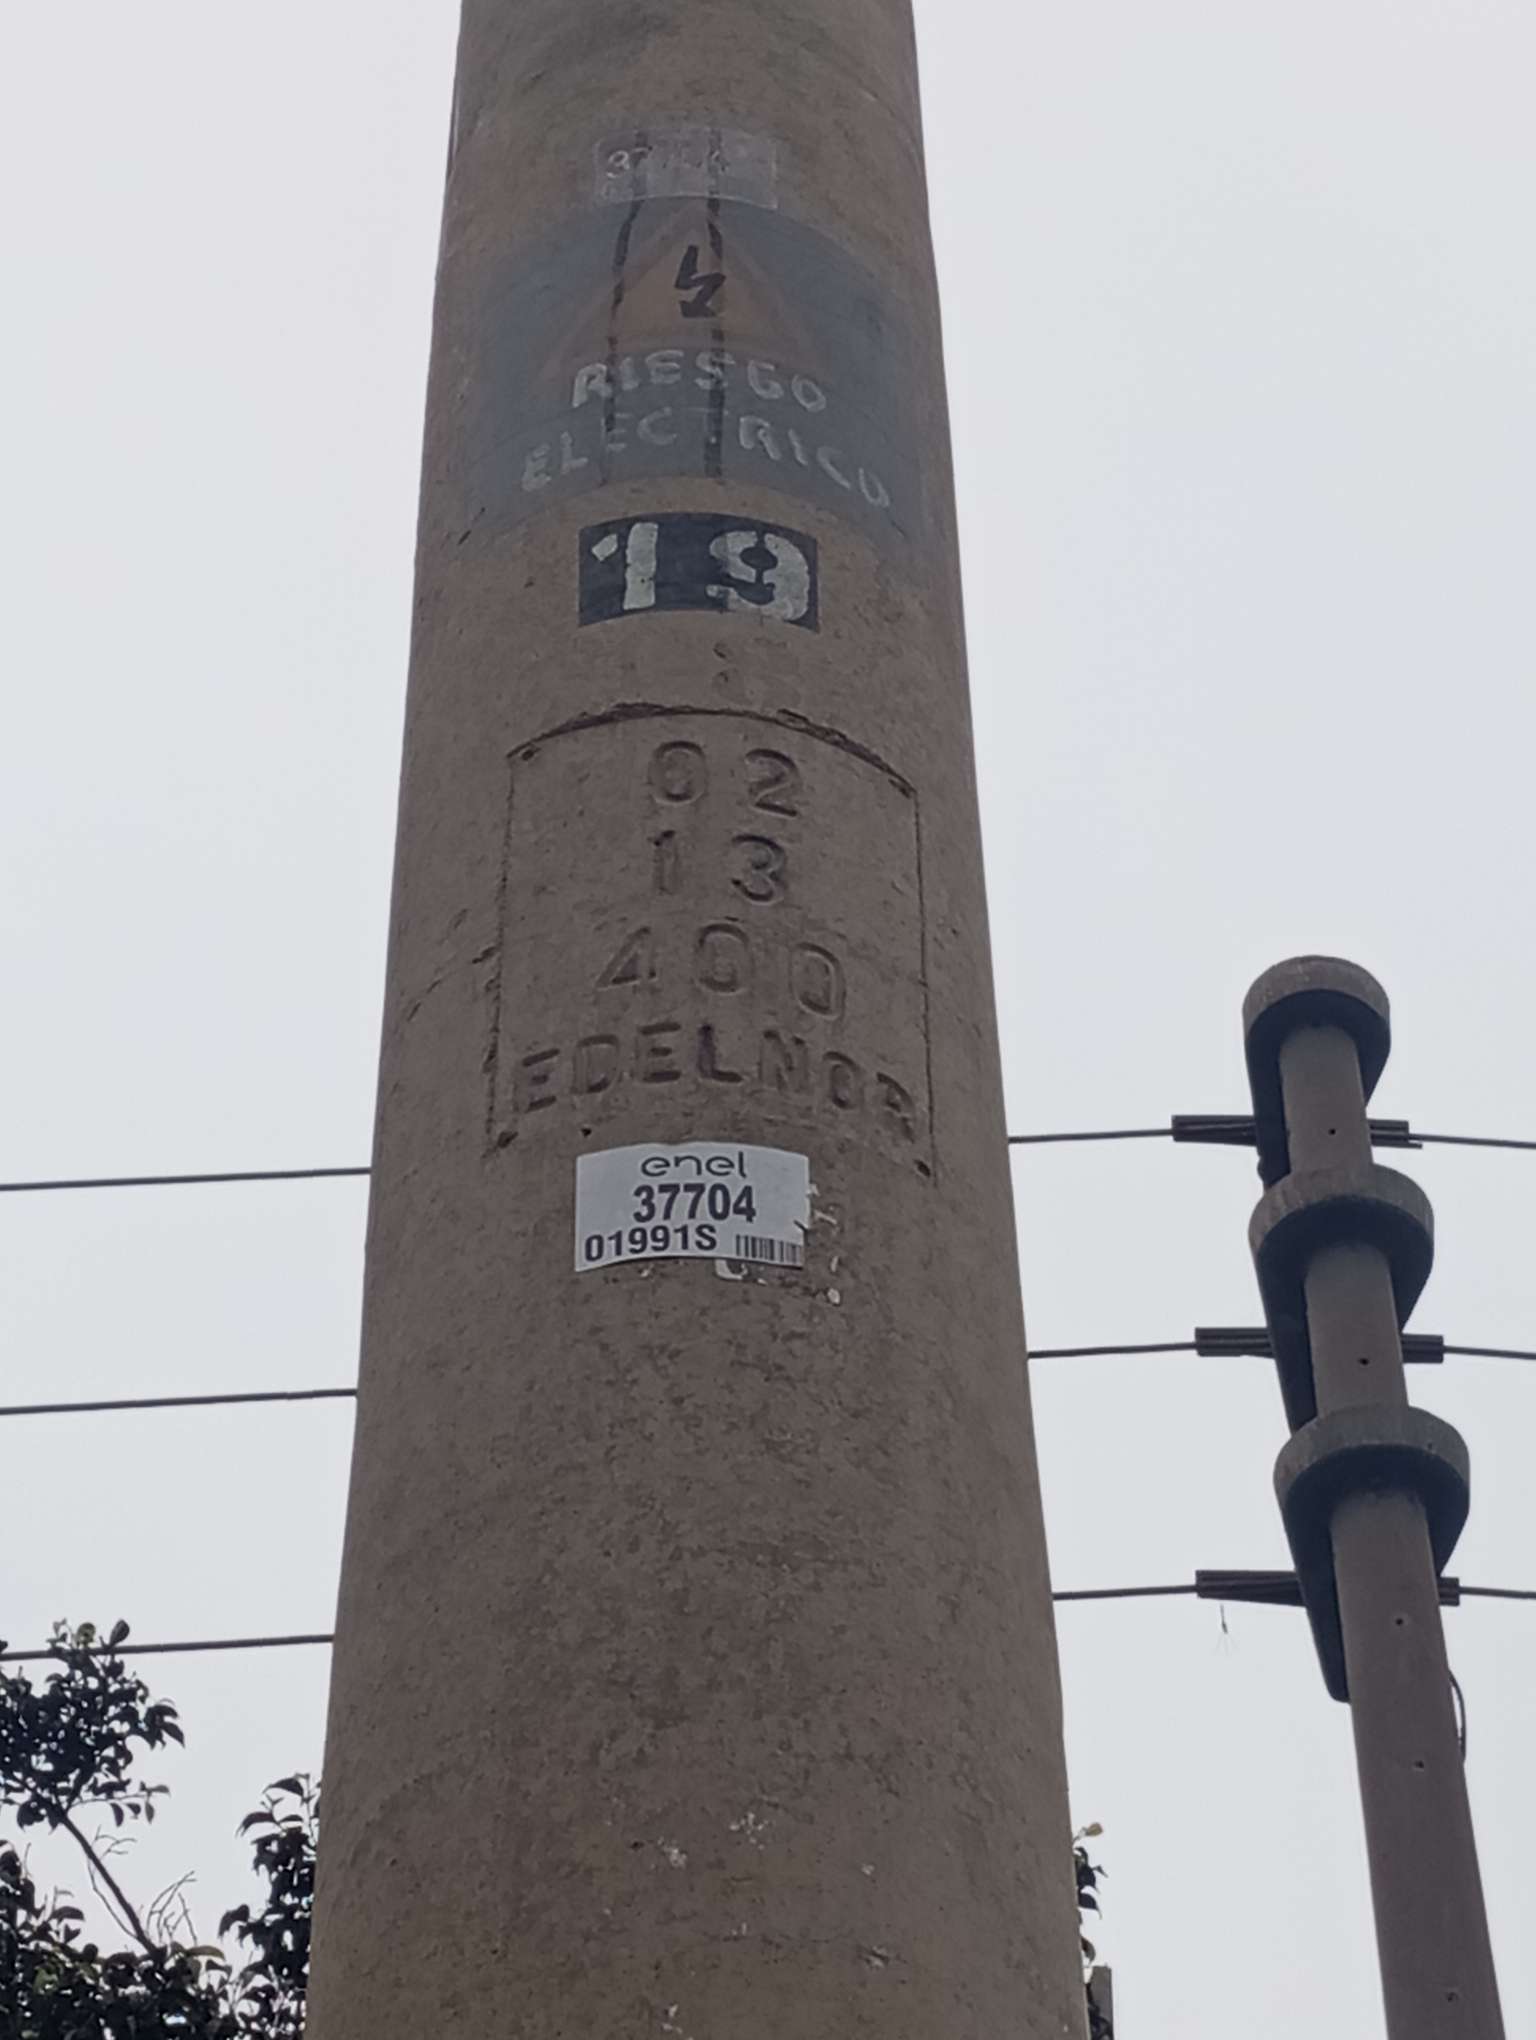 RIESGO
ELECTRICO
19
02
13
400
EDELNOR
enel
37704
01991S